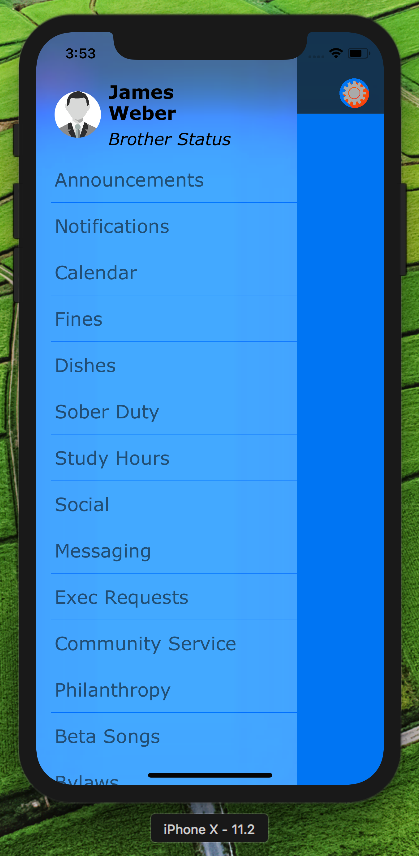 3:53
James
Weber
Brother Status
Announcements
Notifications
Calendar
Fines
Dishes
Sober Duty
Study Hours
Social
Messaging
Exec Requests
Community Service
Philanthropy
Beta Songs
Bylaws
iPhone X - 11.2